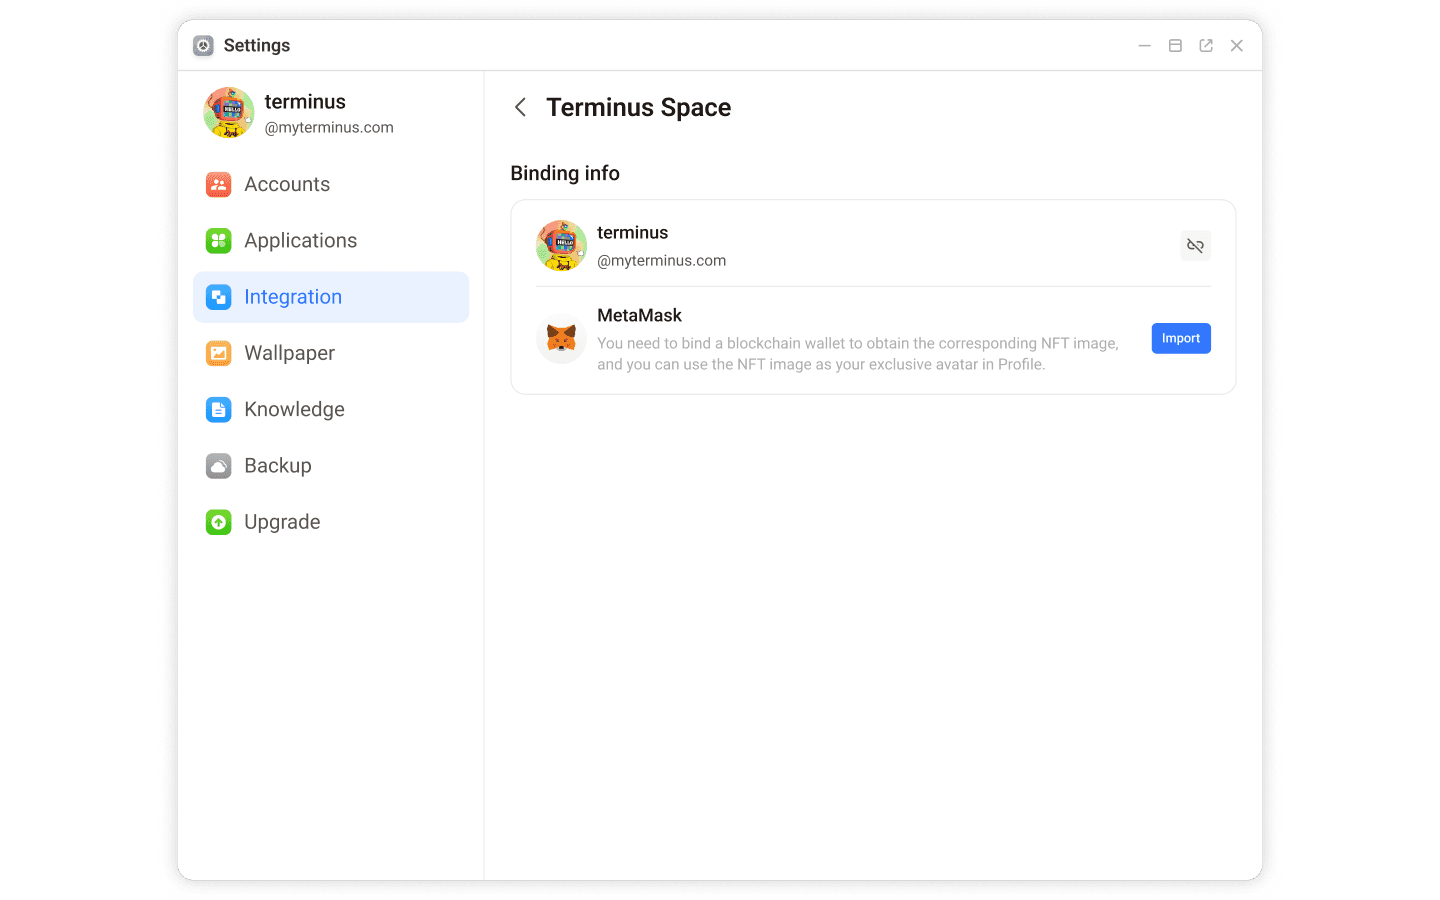 Settings
terminus
@myterminus.com
Accounts
Applications
Integration
Wallpaper
Knowledge
Backup
Upgrade
Terminus Space
Binding info
HELLO
terminus
@myterminus.com
MetaMask
You need to bind a blockchain wallet to obtain the corresponding NFT image,
and you can use the NFT image as your exclusive avatar in Profile.
Import